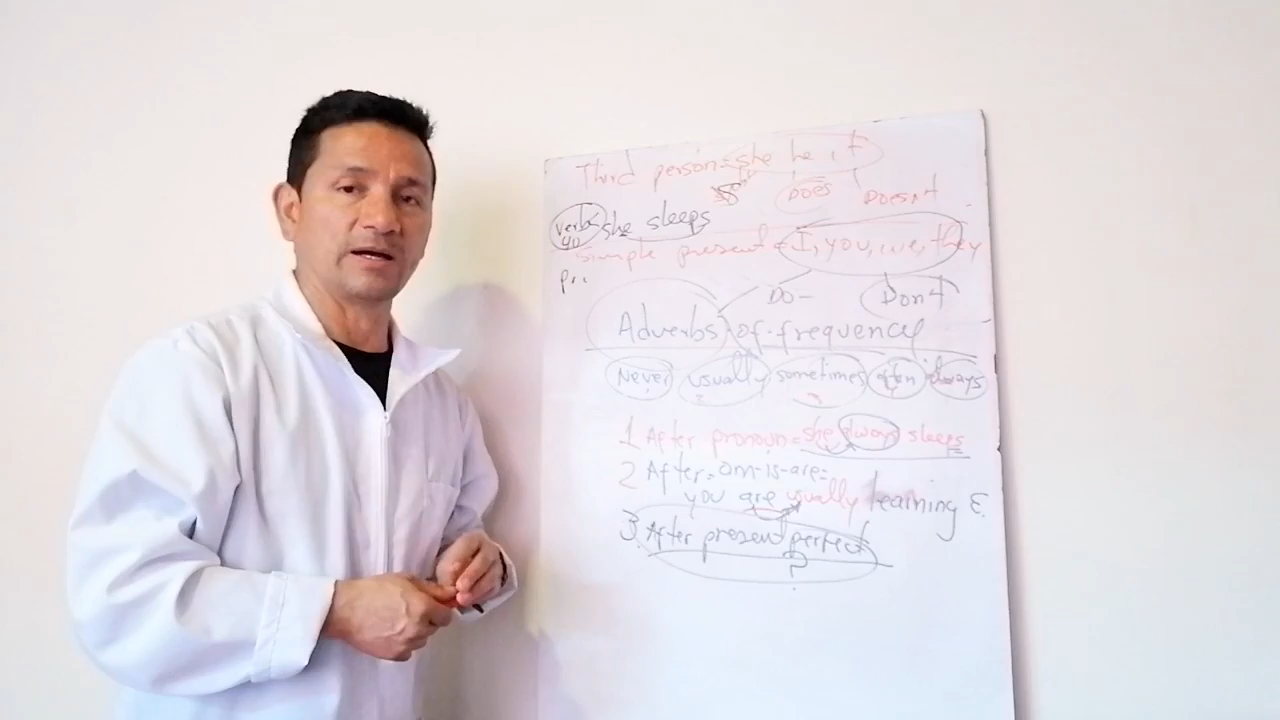 Third person = she he it
S DOES Doesn't
verbs she sleeps
simple present = I, you, we, they
Pr..
DO - Don't
Adverbs-of-frequency
Never usually sometimes often always
1 After pronoun = she always sleeps
2 After = am-is-are =
you are usually learning E.
3. After present perfect
?